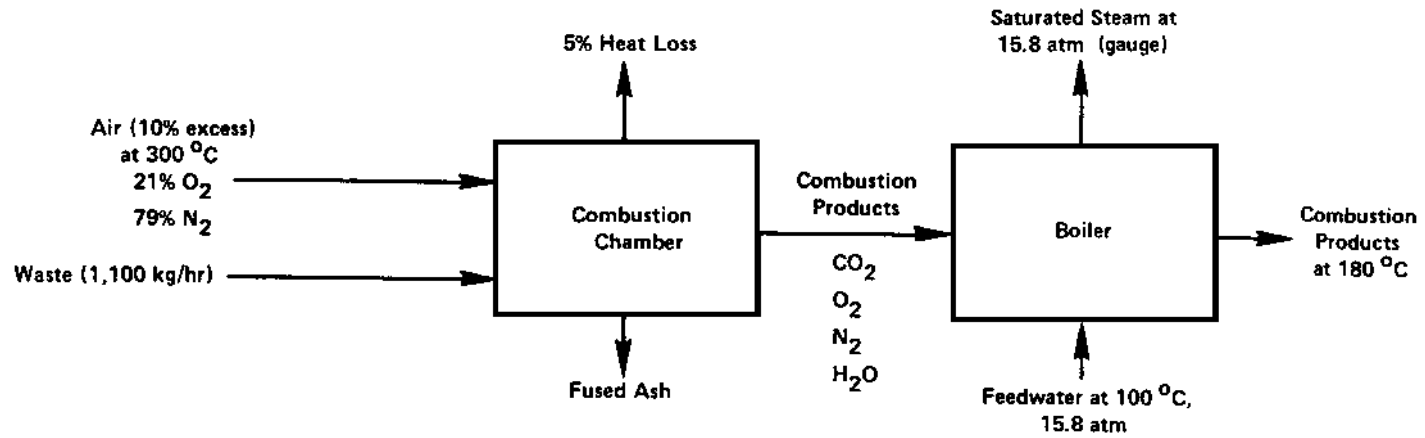 Saturated Steam at
15.8 atm (gauge)
5% Heat Loss
Air (10% excess)
at 300 °C
21% O₂
79% N₂
Waste (1,100 kg/hr)
Combustion
Chamber
Combustion
Products
CO₂
O₂
N₂
H₂O
Boiler
Combustion
Products
at 180 °C
Fused Ash
Feedwater at 100 °C,
15.8 atm